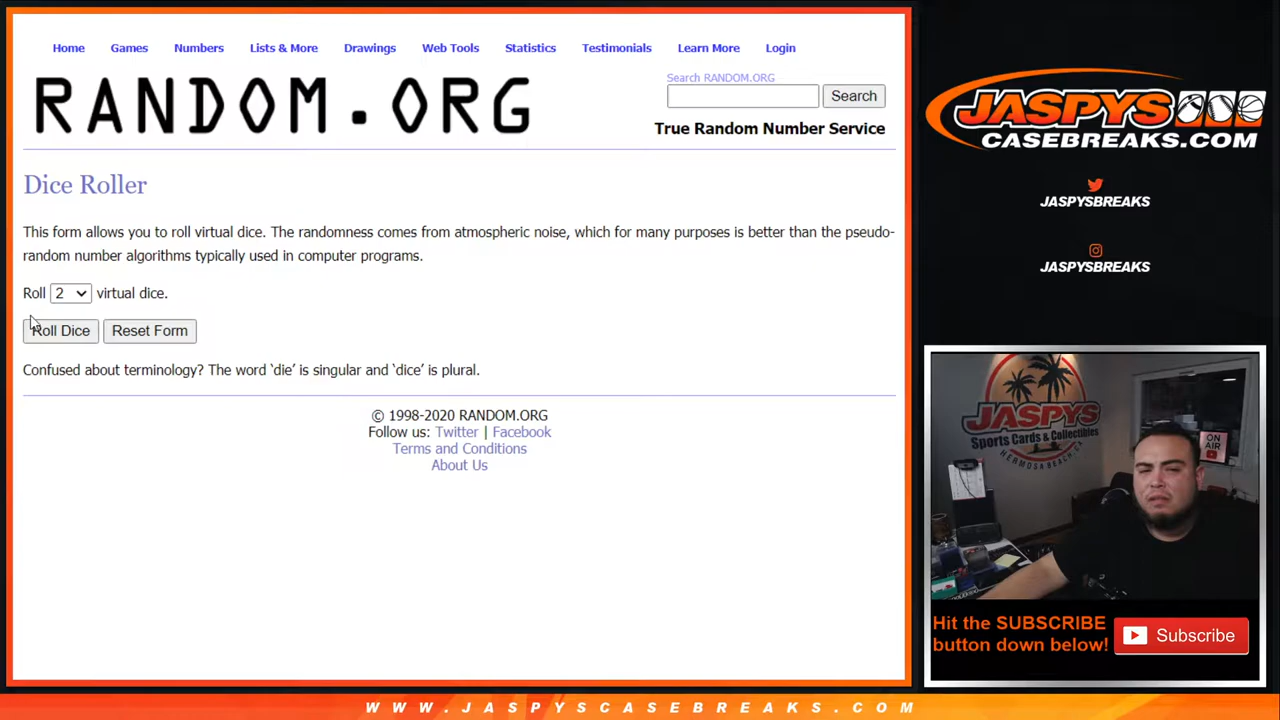 Home Games Numbers Lists & More Drawings Web Tools Statistics Testimonials Learn More Login
RANDOM.ORG
Search RANDOM.ORG
Search
True Random Number Service
Dice Roller
This form allows you to roll virtual dice. The randomness comes from atmospheric noise, which for many purposes is better than the pseudo-
random number algorithms typically used in computer programs.
Roll 2 virtual dice.
Roll Dice Reset Form
Confused about terminology? The word ‘die’ is singular and ‘dice’ is plural.
© 1998-2020 RANDOM.ORG
Follow us: Twitter | Facebook
Terms and Conditions
About Us
JASPYS
CASEBREAKS.COM
JASPYSBREAKS
JASPYSBREAKS
JASPYS
Sports Cards & Collectibles
HERMOSA BEACH, CA
ON
AIR
Hit the SUBSCRIBE
button down below!
Subscribe
WWW.JASPYSCASEBREAKS.COM